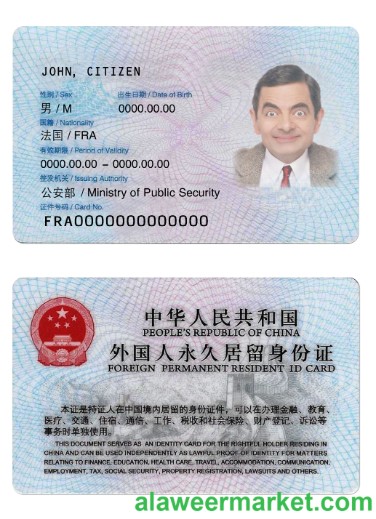 JOHN, CITIZEN
性别 / Sex 出生日期 / Date of Birth
男 / M 0000.00.00
国籍 / Nationality
法国 / FRA
有效期限 / Period of Validity
0000.00.00 - 0000.00.00
签发机关 / Issuing Authority
公安部 / Ministry of Public Security
证件号码 / Card No.
FRA0000000000000
中华人民共和国
PEOPLE'S REPUBLIC OF CHINA
外国人永久居留身份证
FOREIGN PERMANENT RESIDENT ID CARD
本证是持证人在中国境内居留的身份证件，可以在办理金融、教育、
医疗、交通、住宿、通信、工作、税收和社会保险、财产登记、诉讼等
事务时单独使用。
THIS DOCUMENT SERVES AS AN IDENTITY CARD FOR THE RIGHTFUL HOLDER RESIDING IN
CHINA AND CAN BE USED INDEPENDENTLY AS LAWFUL PROOF OF IDENTITY FOR MATTERS
RELATING TO FINANCE, EDUCATION, HEALTH CARE, TRAVEL, ACCOMMODATION, COMMUNICATION,
EMPLOYMENT, TAX, SOCIAL SECURITY, PROPERTY REGISTRATION, LAWSUITS AND OTHERS.
alaweermarket.com